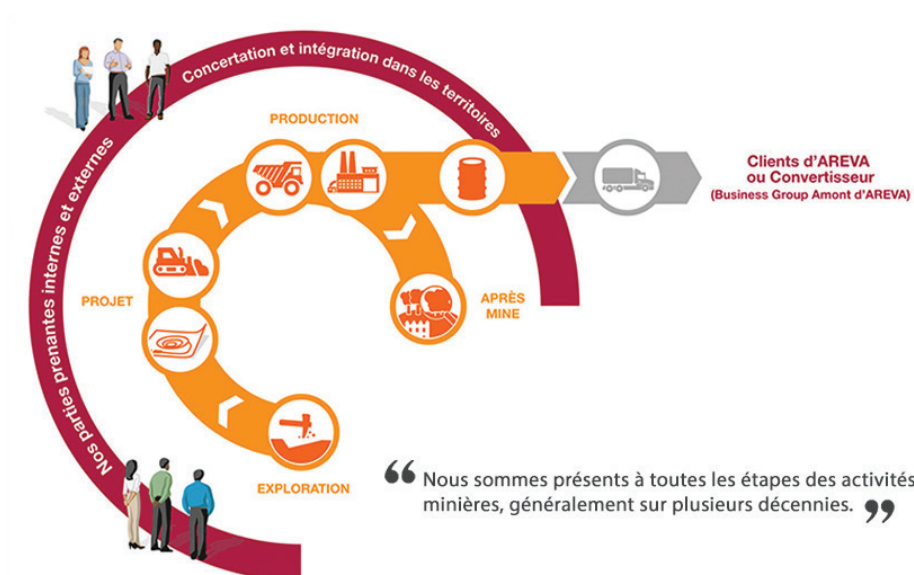 Concertation et intégration dans les territoires
Nos parties prenantes internes et externes
PRODUCTION
Clients d'AREVA
ou Convertisseur
(Business Group Amont d'AREVA)
PROJET
APRÈS
MINE
EXPLORATION
“ Nous sommes présents à toutes les étapes des activités
minières, généralement sur plusieurs décennies. ”